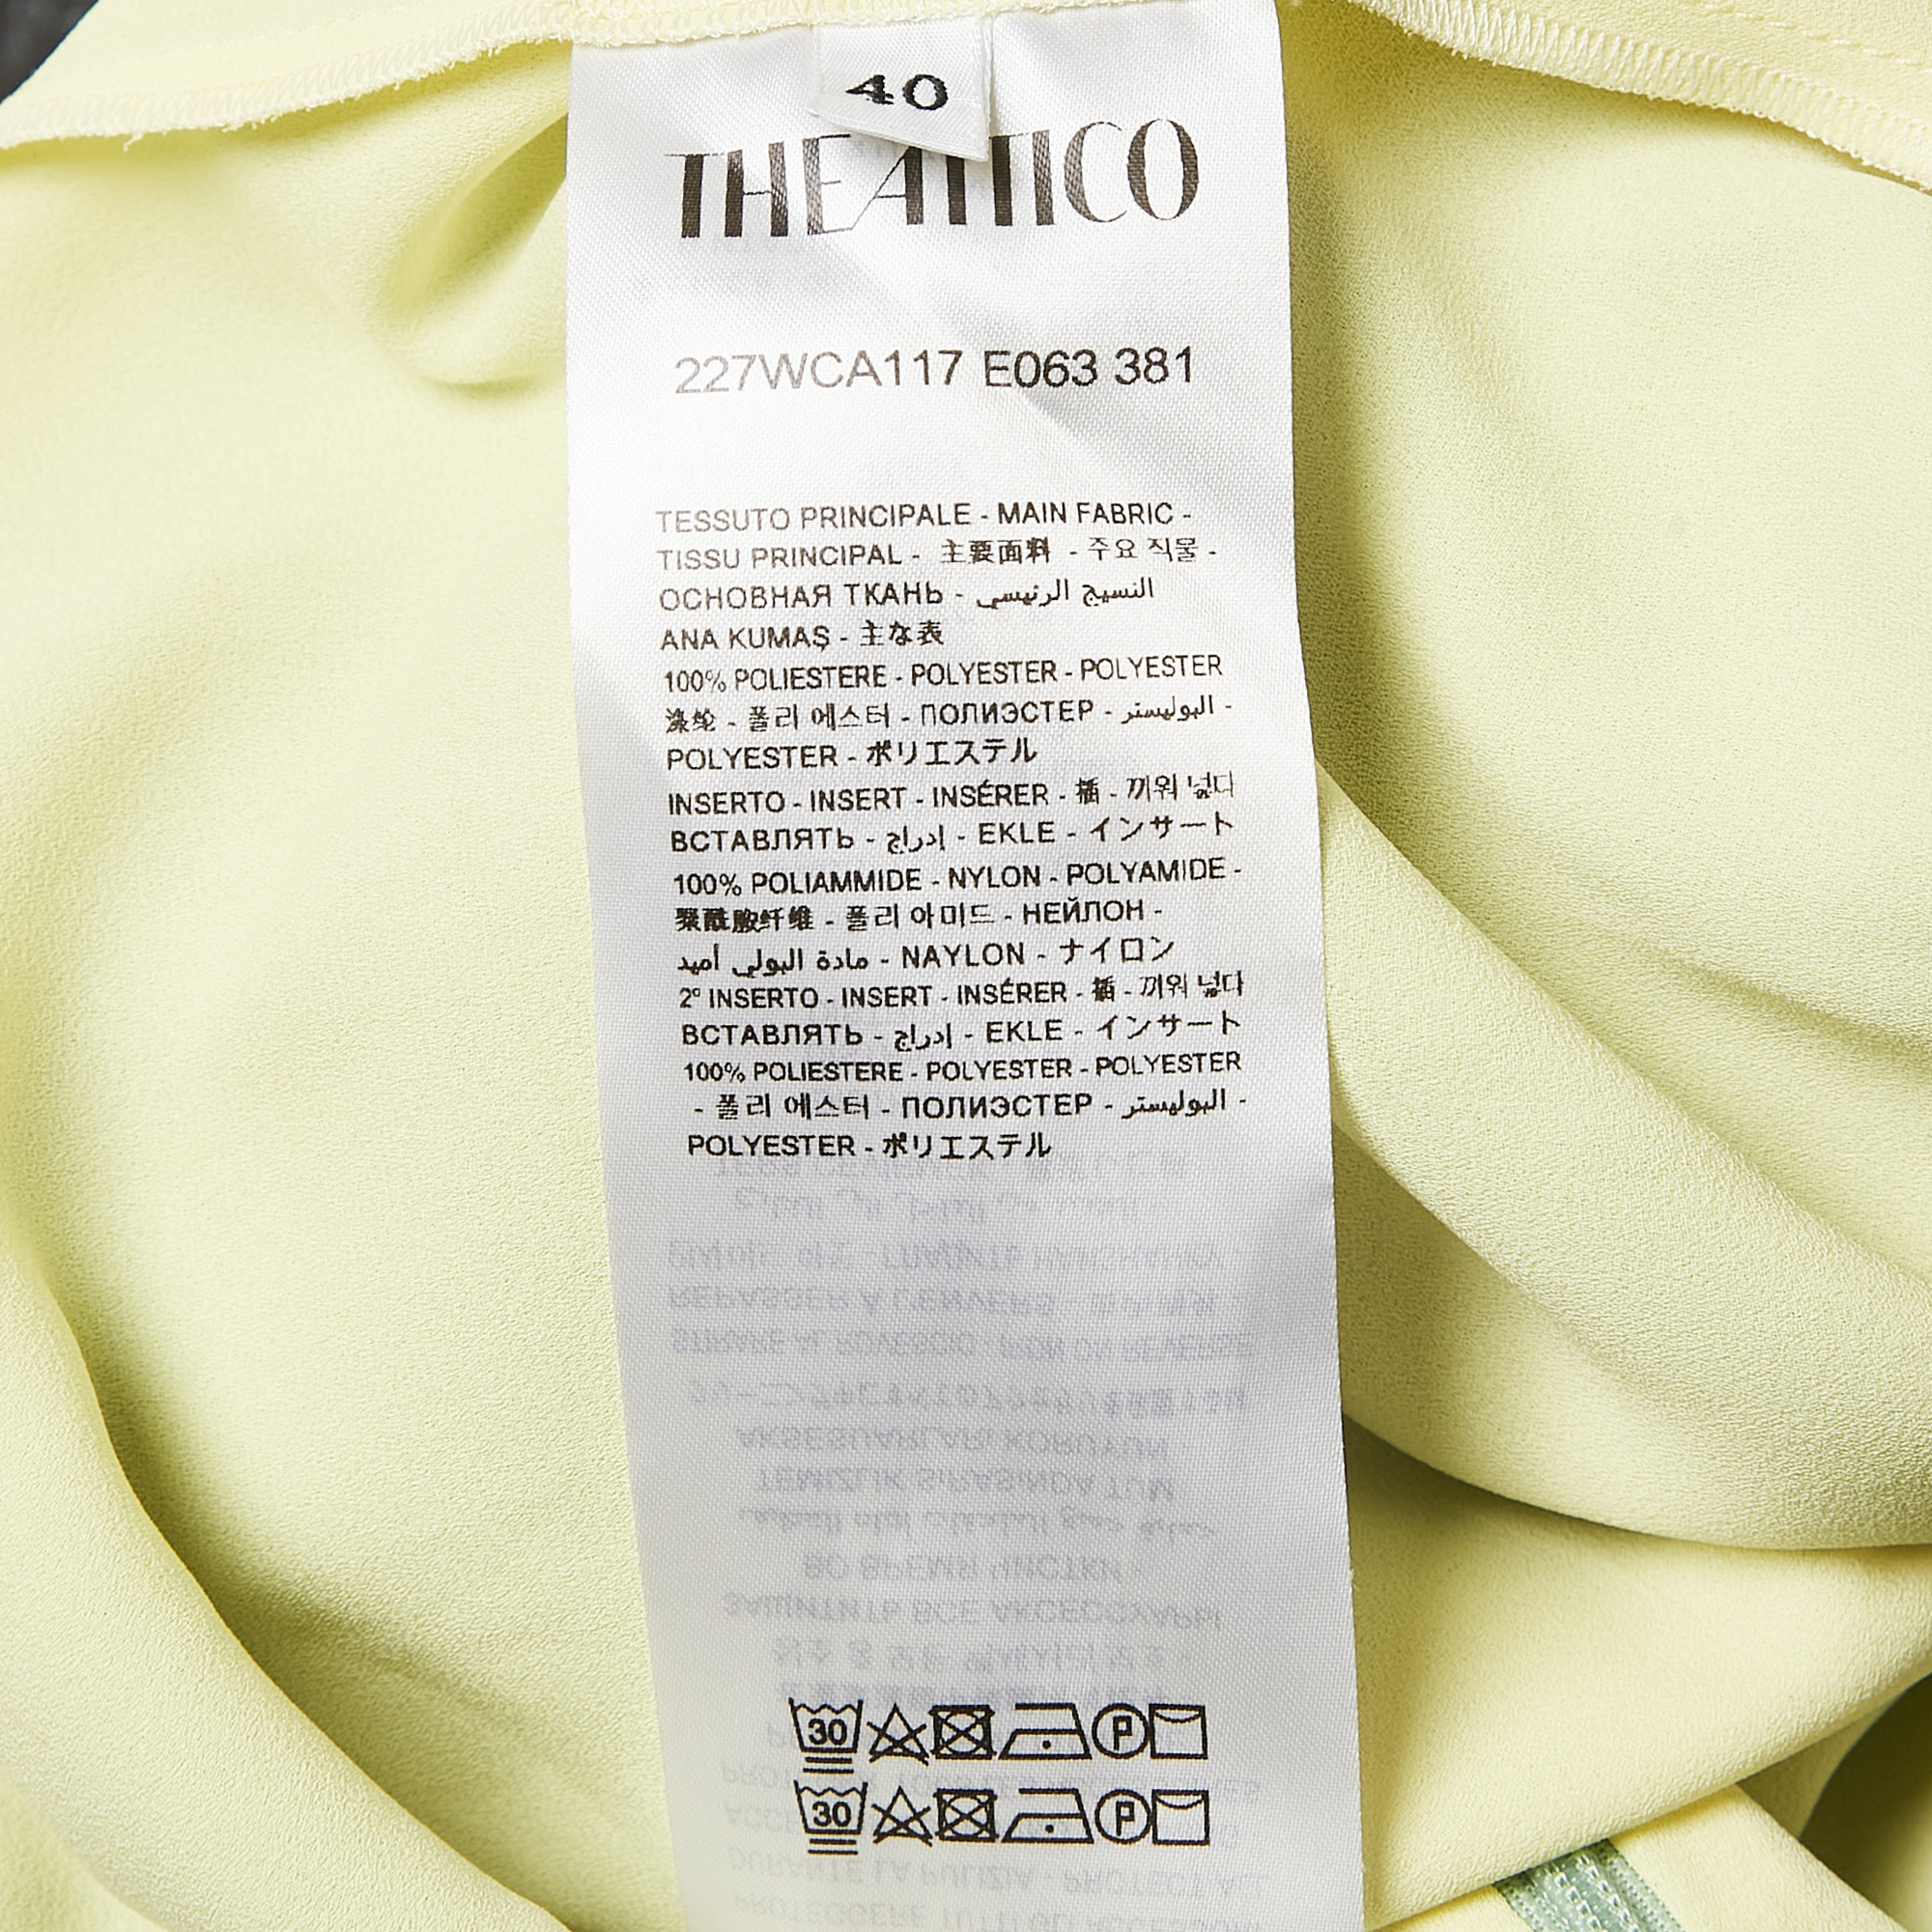 40
THE ATTICO
227WCA117 E063 381
TESSUTO PRINCIPALE - MAIN FABRIC -
TISSU PRINCIPAL - 主要面料 - 주요 직물 -
ОСНОВНАЯ ТКАНЬ - النسيج الرئيسي
ANA KUMAŞ - 主な表
100% POLIESTERE - POLYESTER - POLYESTER
涤纶 - 폴리 에스터 - ПОЛИЭСТЕР - البوليستر -
POLYESTER - ポリエステル
INSERTO - INSERT - INSÉRER - 插 - 끼워 넣다
ВСТАВЛЯТЬ - إدراج - EKLE - インサート
100% POLIAMMIDE - NYLON - POLYAMIDE -
聚酰胺纤维 - 폴리 아미드 - НЕЙЛОН -
مادة البولي أميد - NAYLON - ナイロン
2° INSERTO - INSERT - INSÉRER - 插 - 끼워 넣다
ВСТАВЛЯТЬ - إدراج - EKLE - インサート
100% POLIESTERE - POLYESTER - POLYESTER
- 폴리 에스터 - ПОЛИЭСТЕР - البوليستر -
POLYESTER - ポリエステル
30 P
30 P